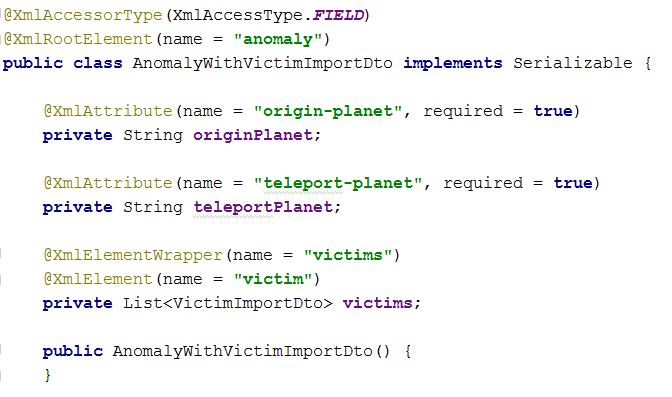 @XmlAccessorType(XmlAccessType.FIELD)
@XmlRootElement(name = "anomaly")
public class AnomalyWithVictimImportDto implements Serializable {
@XmlAttribute(name = "origin-planet", required = true)
private String originPlanet;
@XmlAttribute(name = "teleport-planet", required = true)
private String teleportPlanet;
@XmlElementWrapper(name = "victims")
@XmlElement(name = "victim")
private List<VictimImportDto> victims;
public AnomalyWithVictimImportDto() {
}